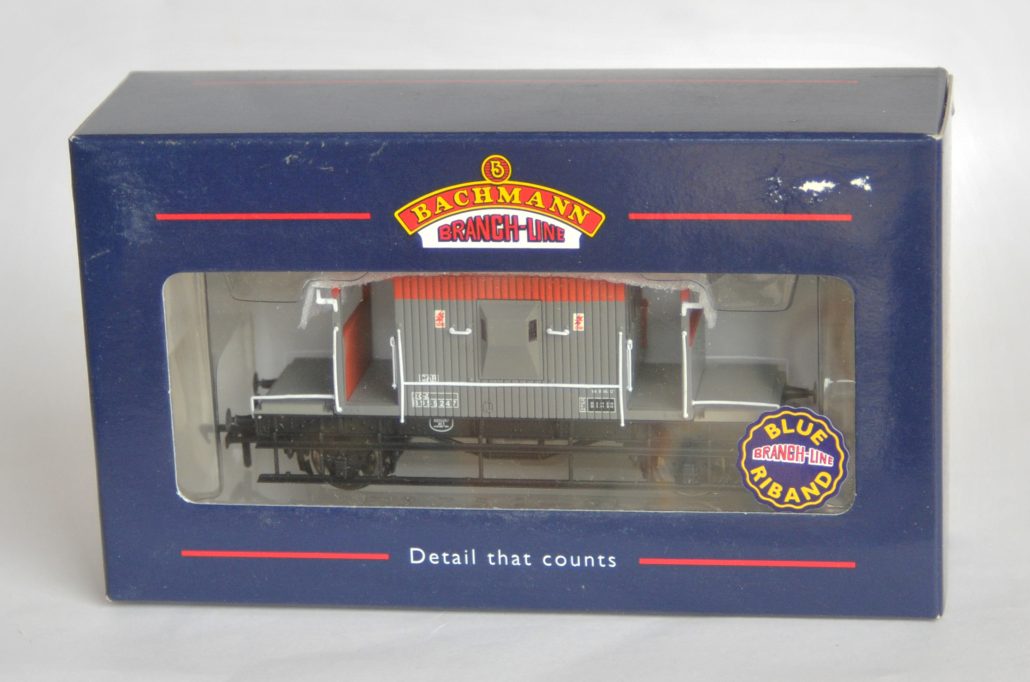 B
BACHMANN
BRANCH-LINE
BLUE
BRANCH-LINE
RIBAND
Detail that counts